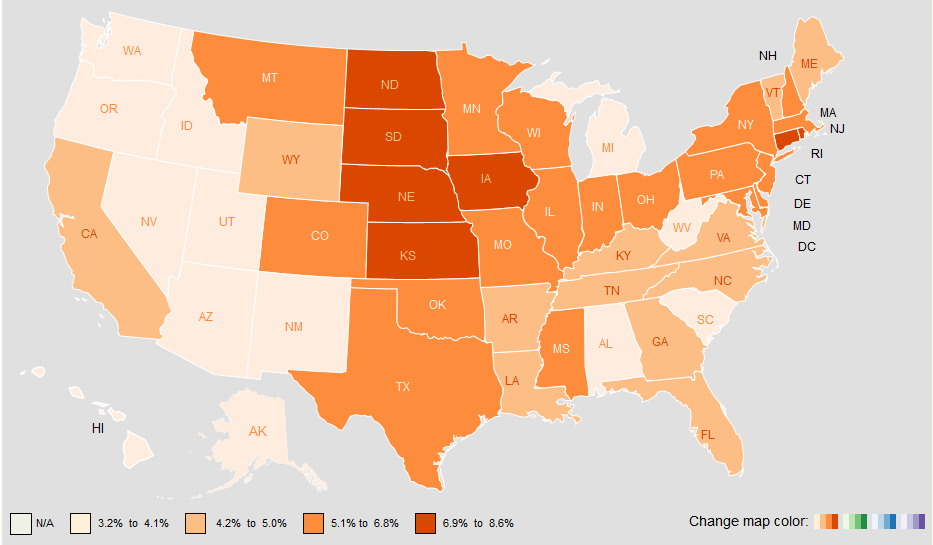 WA
MT
ND
MN
OR
ID
SD
WI
MI
NH
ME
VT
NY
MA
NJ
RI
WY
IA
NE
PA
CT
NV
UT
CO
IL
IN
OH
DE
CA
KS
MO
KY
WV
VA
MD
DC
AZ
NM
OK
AR
TN
NC
SC
TX
LA
MS
AL
GA
FL
HI
AK
N/A
3.2% to 4.1%
4.2% to 5.0%
5.1% to 6.8%
6.9% to 8.6%
Change map color: